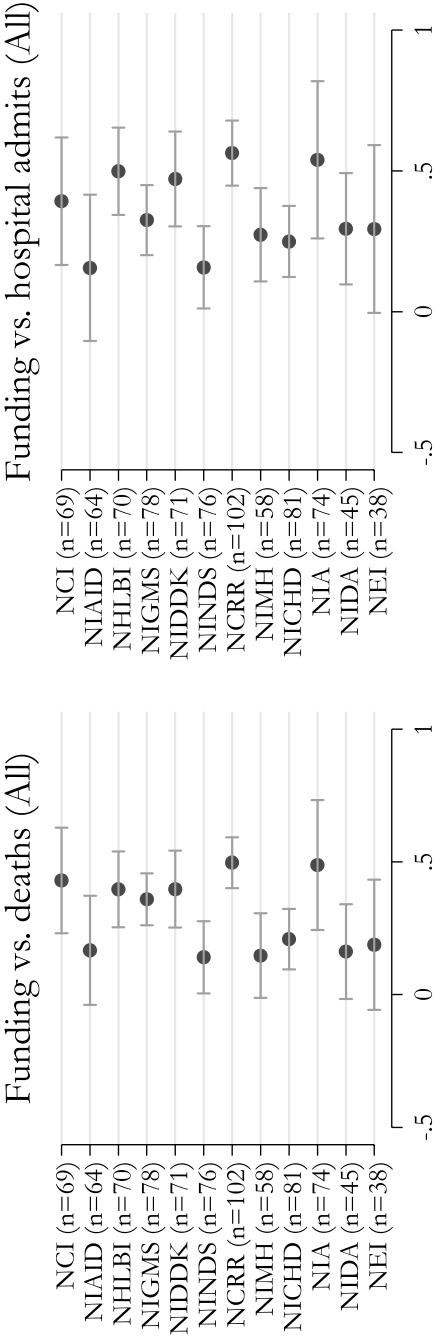 Funding vs. deaths (All)
NCI (n=69)
NIAID (n=64)
NHLBI (n=70)
NIGMS (n=78)
NIDDK (n=71)
NINDS (n=76)
NCRR (n=102)
NIMH (n=58)
NICHD (n=81)
NIA (n=74)
NIDA (n=45)
NEI (n=38)
-.5 0 .5 1
Funding vs. hospital admits (All)
NCI (n=69)
NIAID (n=64)
NHLBI (n=70)
NIGMS (n=78)
NIDDK (n=71)
NINDS (n=76)
NCRR (n=102)
NIMH (n=58)
NICHD (n=81)
NIA (n=74)
NIDA (n=45)
NEI (n=38)
-.5 0 .5 1